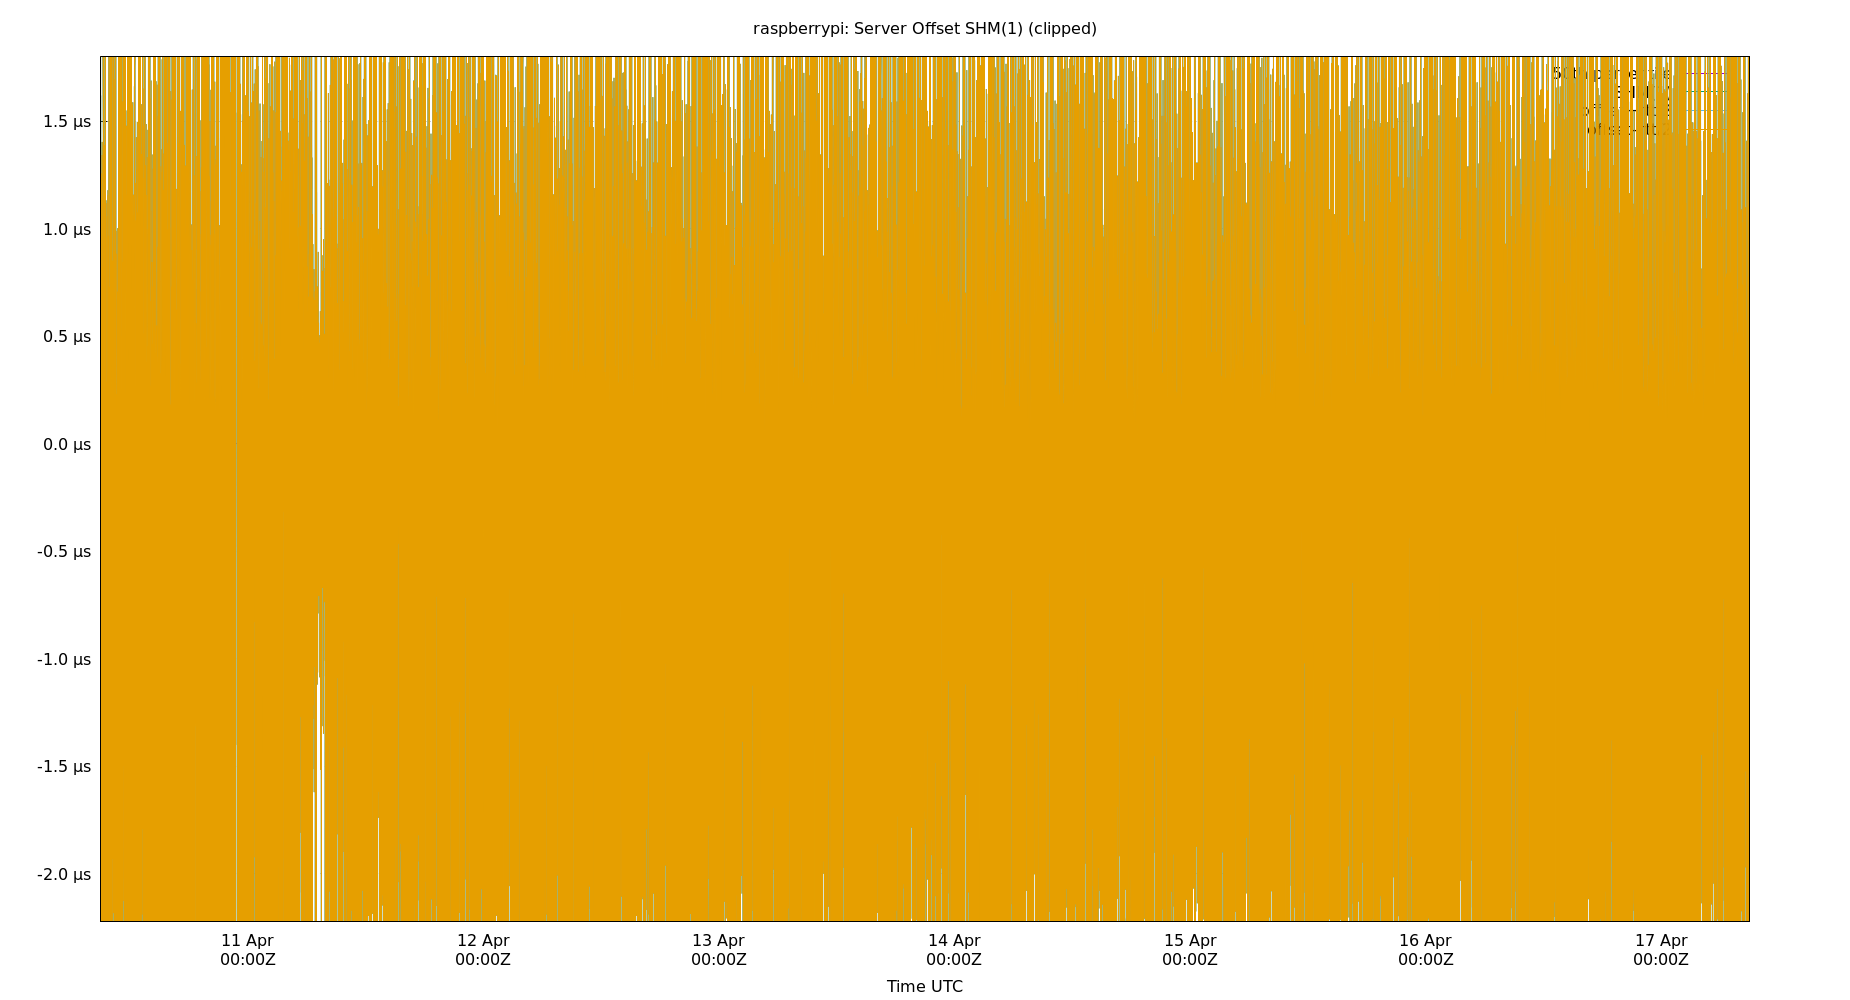 raspberrypi: Server Offset SHM(1) (clipped)
1.5 µs
1.0 µs
0.5 µs
0.0 µs
-0.5 µs
-1.0 µs
-1.5 µs
-2.0 µs
11 Apr 12 Apr 13 Apr 14 Apr 15 Apr 16 Apr 17 Apr
00:00Z 00:00Z 00:00Z 00:00Z 00:00Z 00:00Z 00:00Z
Time UTC